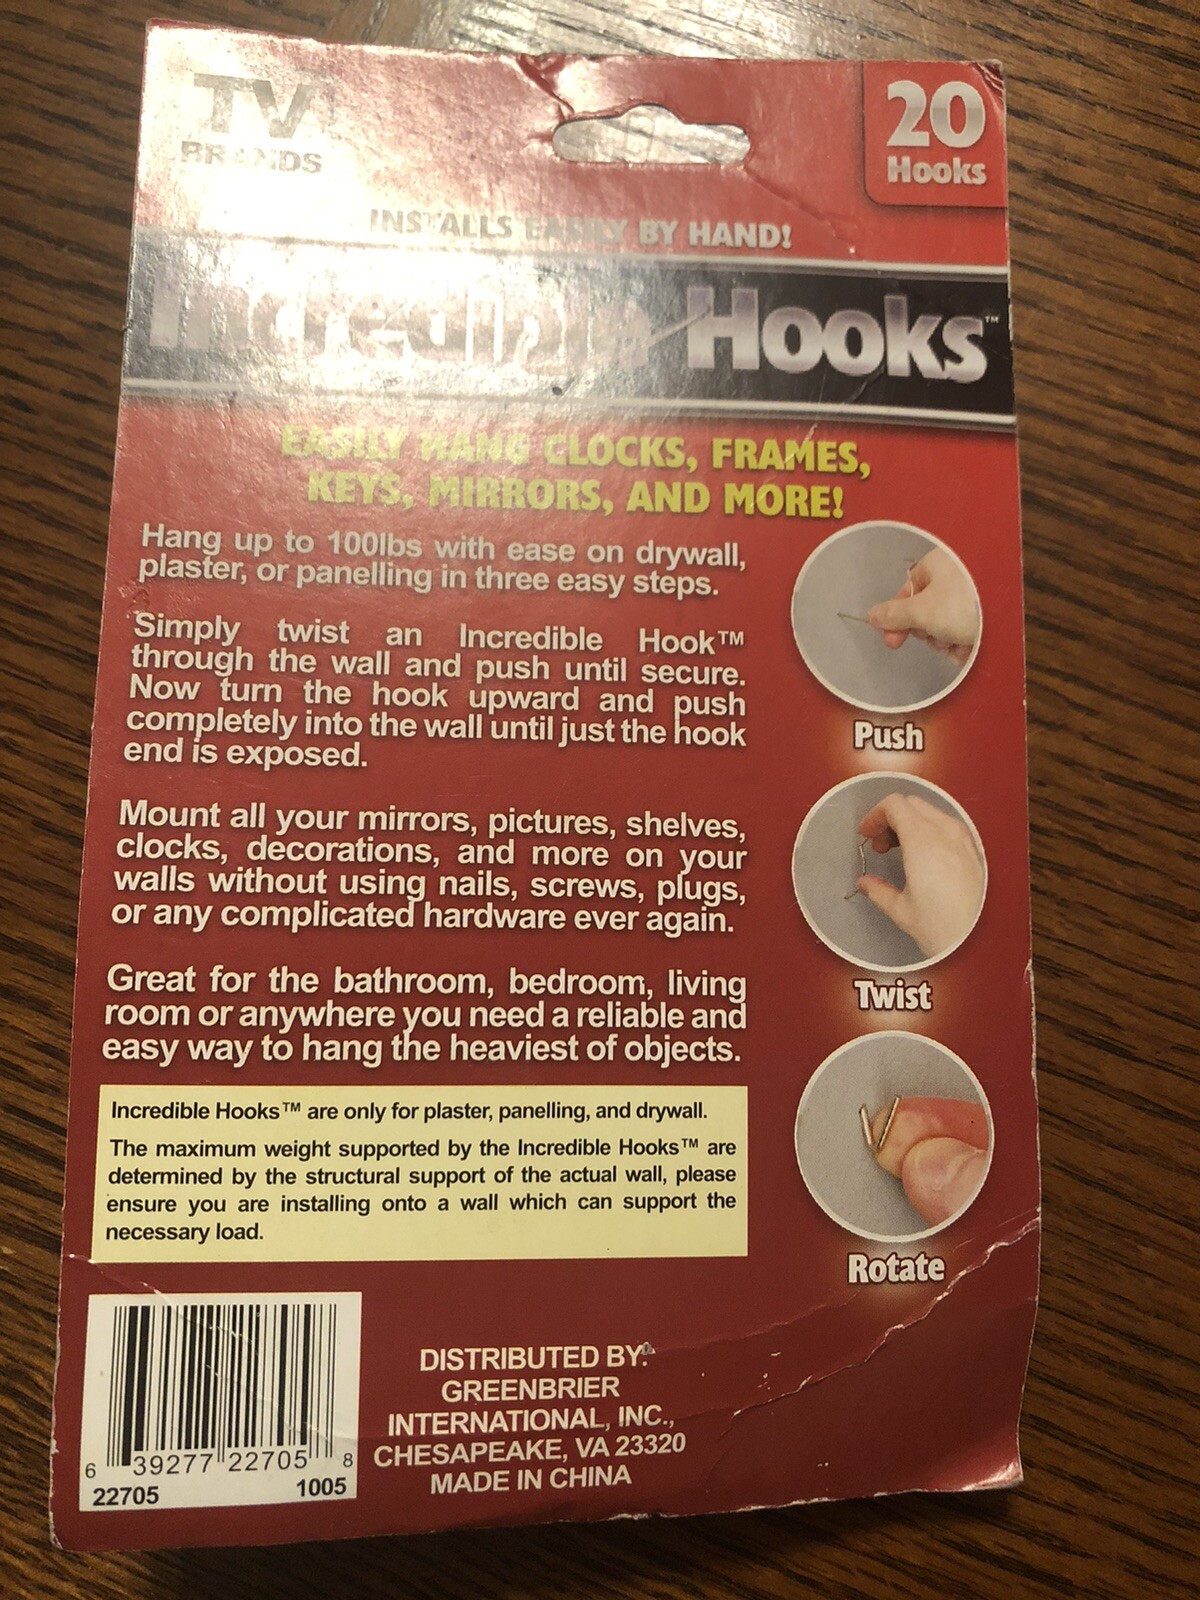 TV
BRANDS
20
Hooks
INSTALLS EASILY BY HAND!
Incredible Hooks™
EASILY HANG CLOCKS, FRAMES,
KEYS, MIRRORS, AND MORE!
Hang up to 100lbs with ease on drywall,
plaster, or panelling in three easy steps.
Simply twist an Incredible Hook™
through the wall and push until secure.
Now turn the hook upward and push
completely into the wall until just the hook
end is exposed.
Mount all your mirrors, pictures, shelves,
clocks, decorations, and more on your
walls without using nails, screws, plugs,
or any complicated hardware ever again.
Great for the bathroom, bedroom, living
room or anywhere you need a reliable and
easy way to hang the heaviest of objects.
Push
Twist
Rotate
Incredible Hooks™ are only for plaster, panelling, and drywall.
The maximum weight supported by the Incredible Hooks™ are
determined by the structural support of the actual wall, please
ensure you are installing onto a wall which can support the
necessary load.
6 39277 22705 8
22705 1005
DISTRIBUTED BY:
GREENBRIER
INTERNATIONAL, INC.,
CHESAPEAKE, VA 23320
MADE IN CHINA